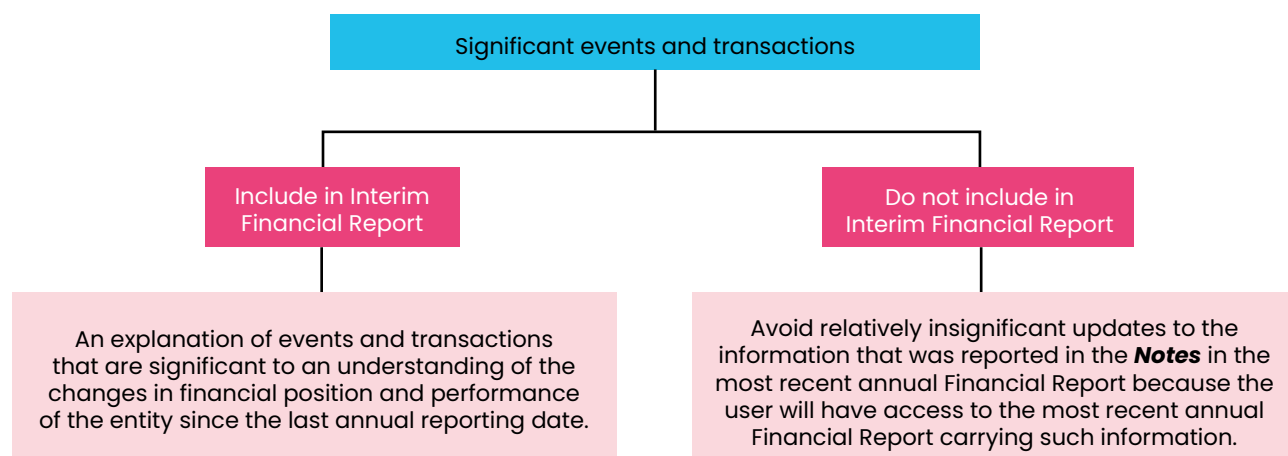 Significant events and transactions
Include in Interim
Financial Report
Do not include in
Interim Financial Report
An explanation of events and transactions
that are significant to an understanding of the
changes in financial position and performance
of the entity since the last annual reporting date.
Avoid relatively insignificant updates to the
information that was reported in the Notes in the
most recent annual Financial Report because the
user will have access to the most recent annual
Financial Report carrying such information.